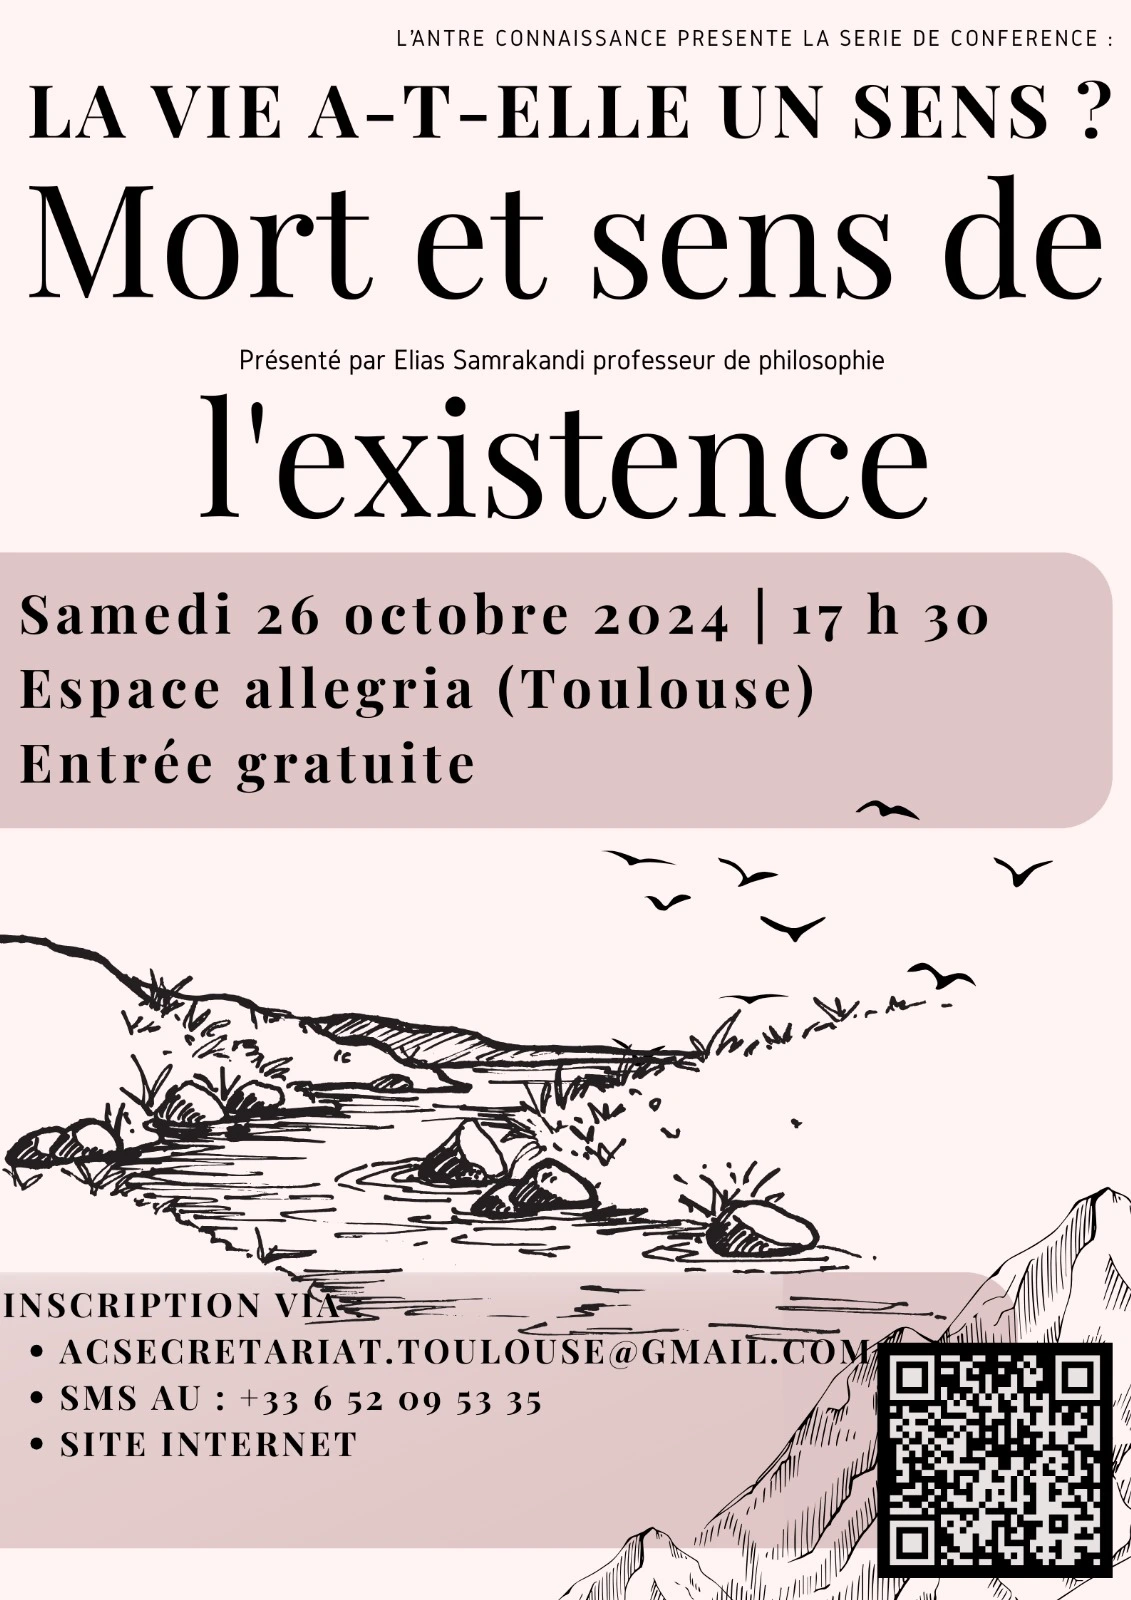 L'ANTRE CONNAISSANCE PRESENTE LA SERIE DE CONFERENCE :
LA VIE A-T-ELLE UN SENS ?
Mort et sens de
Présenté par Elias Samrakandi professeur de philosophie
l'existence
Samedi 26 octobre 2024 | 17 h 30
Espace allegria (Toulouse)
Entrée gratuite
INSCRIPTION VIA
• ACSECRETARIAT.TOULOUSE@GMAIL.COM
• SMS AU : +33 6 52 09 53 35
• SITE INTERNET